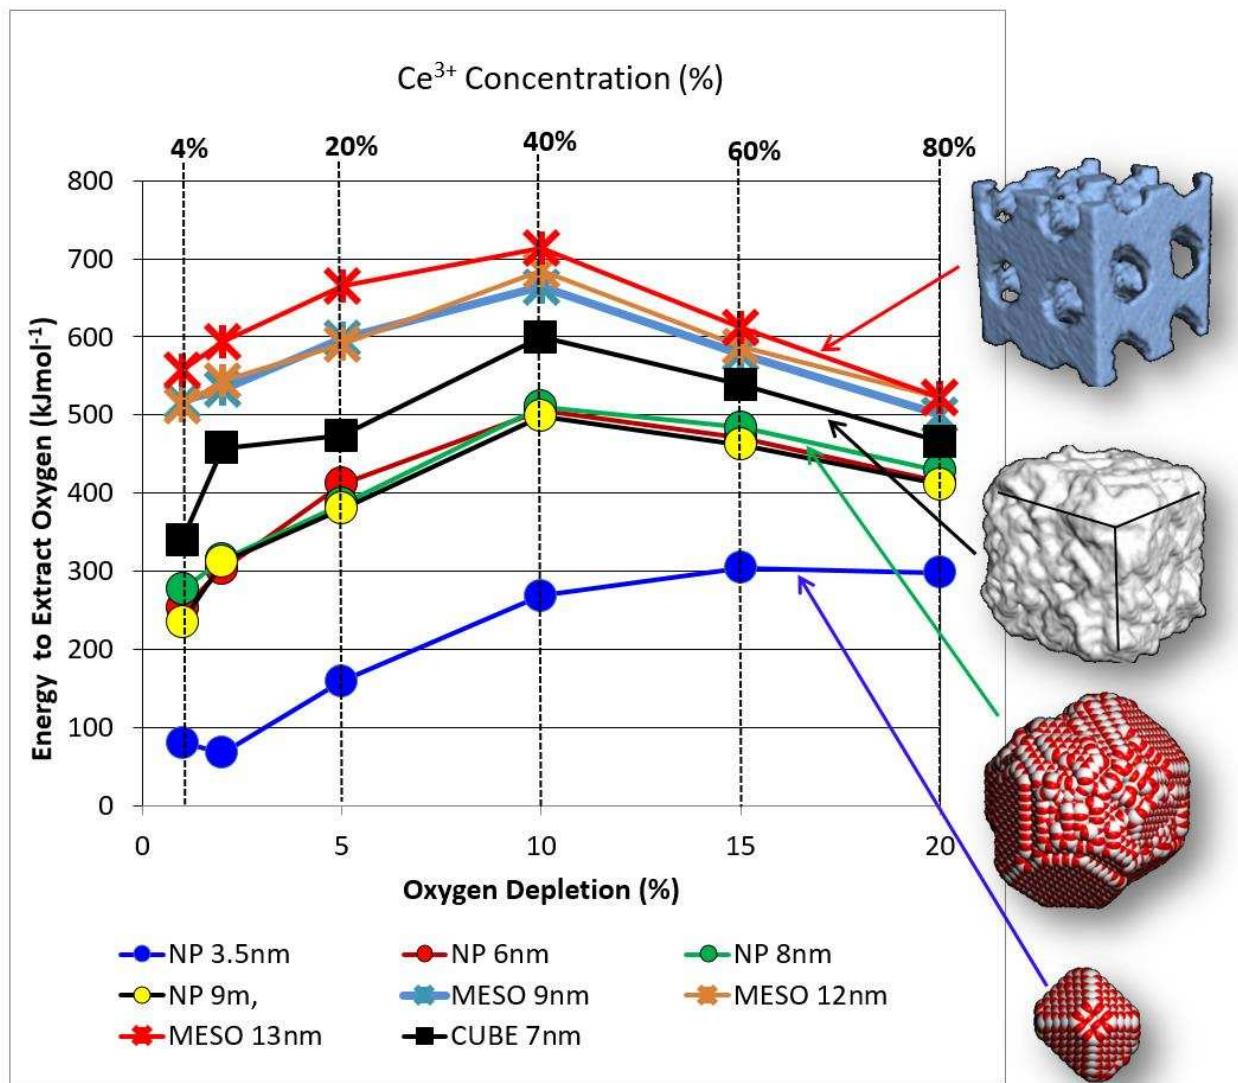 Ce³⁺ Concentration (%)
4% 20% 40% 60% 80%
800
700
600
500
400
300
200
100
0
Energy to Extract Oxygen (kJmol⁻¹)
0 5 10 15 20
Oxygen Depletion (%)
NP 3.5nm NP 6nm NP 8nm
NP 9m, MESO 9nm MESO 12nm
MESO 13nm CUBE 7nm